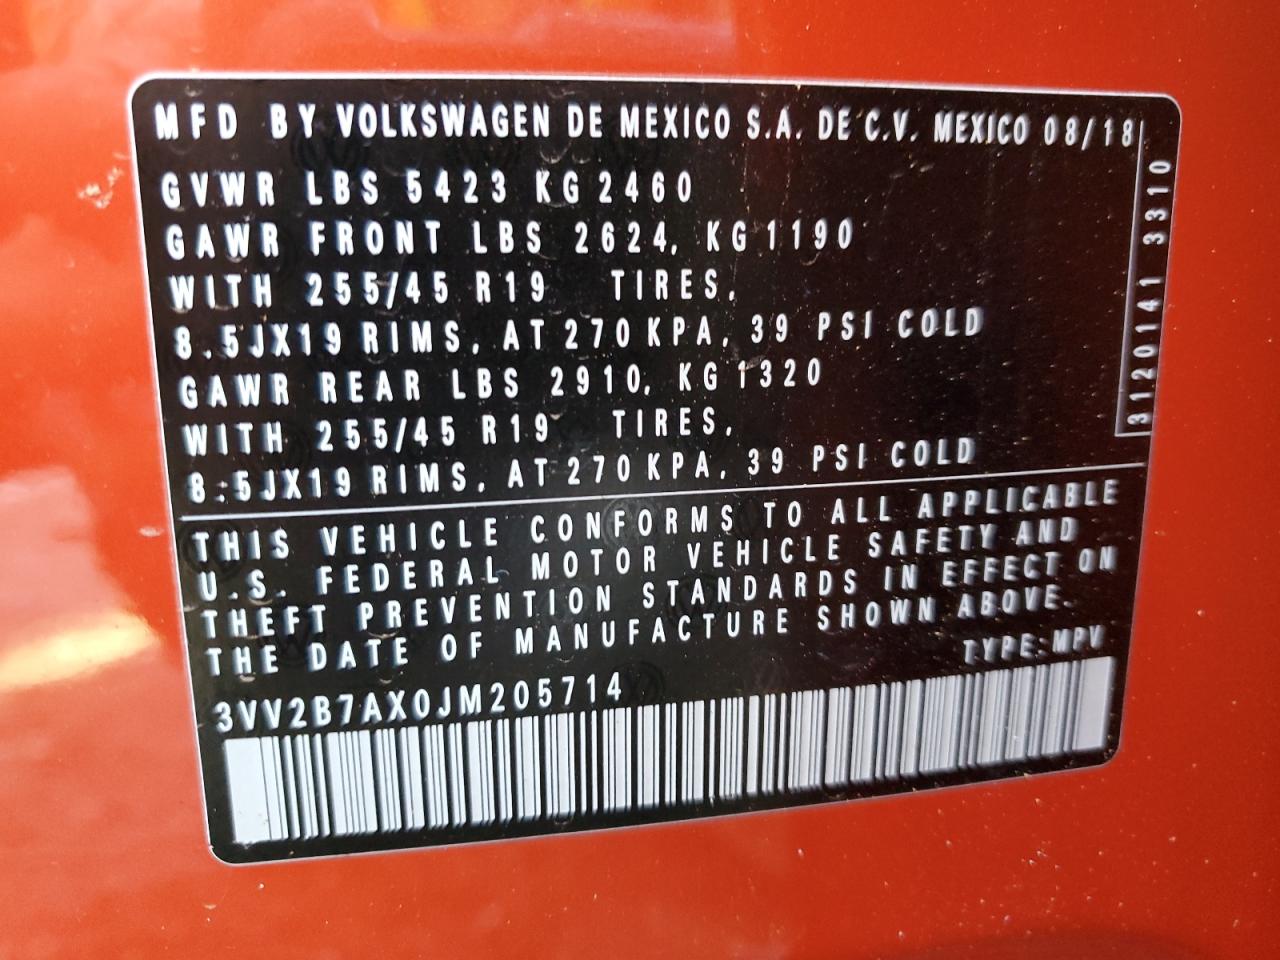 MFD BY VOLKSWAGEN DE MEXICO S.A. DE C.V. MEXICO 08/18
GVWR LBS 5423 KG 2460
GAWR FRONT LBS 2624, KG 1190
WITH 255/45 R19 TIRES,
8.5JX19 RIMS, AT 270 KPA, 39 PSI COLD
GAWR REAR LBS 2910, KG 1320
WITH 255/45 R19 TIRES,
8.5JX19 RIMS, AT 270 KPA, 39 PSI COLD
3120141 3310
THIS VEHICLE CONFORMS TO ALL APPLICABLE
U.S. FEDERAL MOTOR VEHICLE SAFETY AND
THEFT PREVENTION STANDARDS IN EFFECT ON
THE DATE OF MANUFACTURE SHOWN ABOVE.
TYPE:MPV
3VV2B7AX0JM205714